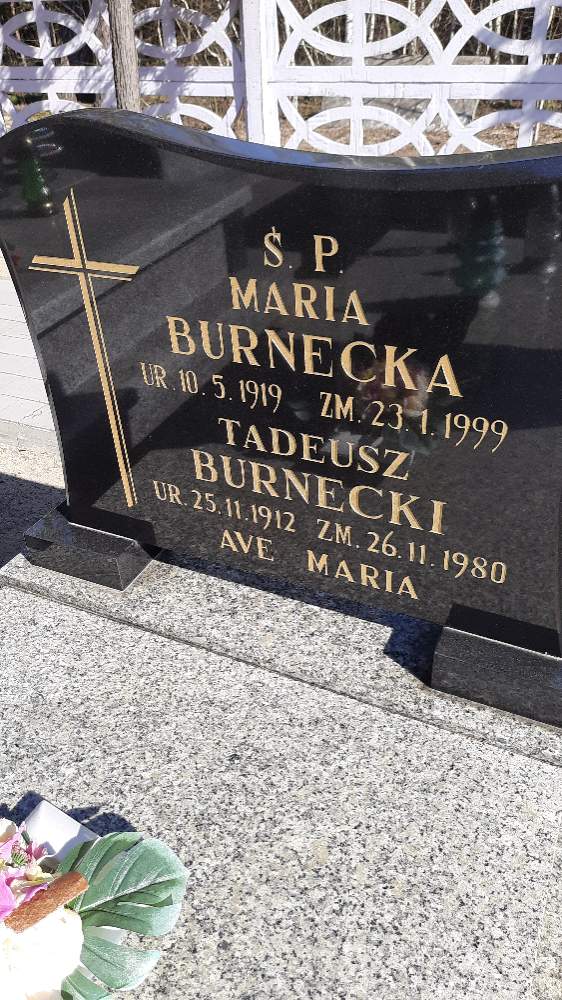 Ś. P.
MARIA
BURNECKA
UR. 10. 5. 1919 ZM. 23. 1. 1999
TADEUSZ
BURNECKI
UR. 25. 11. 1912 ZM. 26. 11. 1980
AVE MARIA